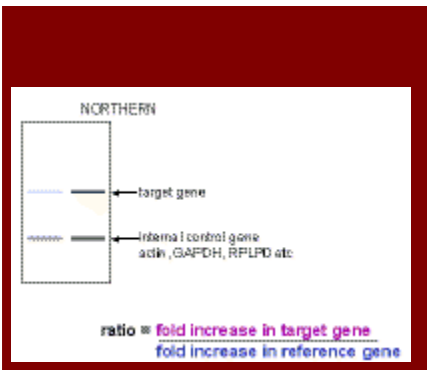 NORTHERN
target gene
internal control gene
actin, GAPDH, RPLPO etc
ratio = fold increase in target gene
fold increase in reference gene